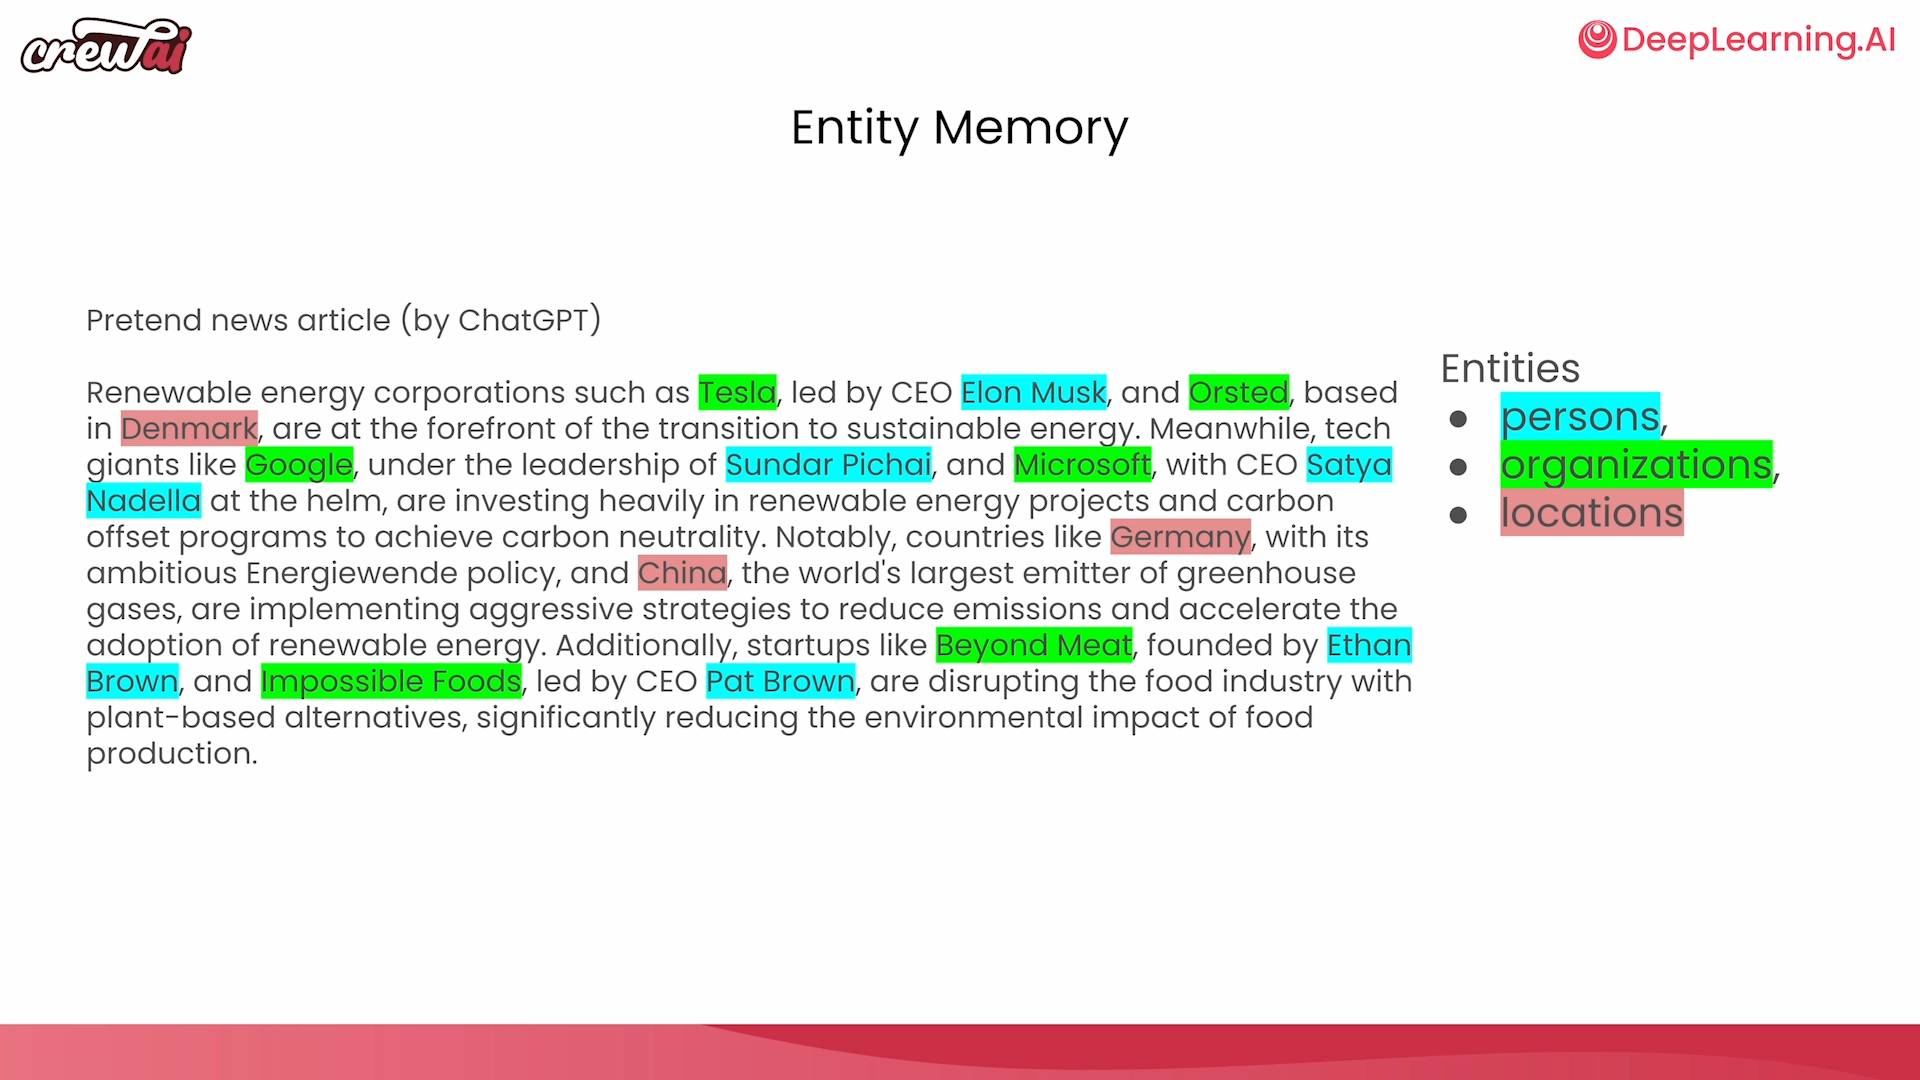 crewai
DeepLearning.AI
Entity Memory
Pretend news article (by ChatGPT)
Renewable energy corporations such as Tesla, led by CEO Elon Musk, and Orsted, based
in Denmark, are at the forefront of the transition to sustainable energy. Meanwhile, tech
giants like Google, under the leadership of Sundar Pichai, and Microsoft, with CEO Satya
Nadella at the helm, are investing heavily in renewable energy projects and carbon
offset programs to achieve carbon neutrality. Notably, countries like Germany, with its
ambitious Energiewende policy, and China, the world's largest emitter of greenhouse
gases, are implementing aggressive strategies to reduce emissions and accelerate the
adoption of renewable energy. Additionally, startups like Beyond Meat, founded by Ethan
Brown, and Impossible Foods, led by CEO Pat Brown, are disrupting the food industry with
plant-based alternatives, significantly reducing the environmental impact of food
production.
Entities
● persons,
● organizations,
● locations